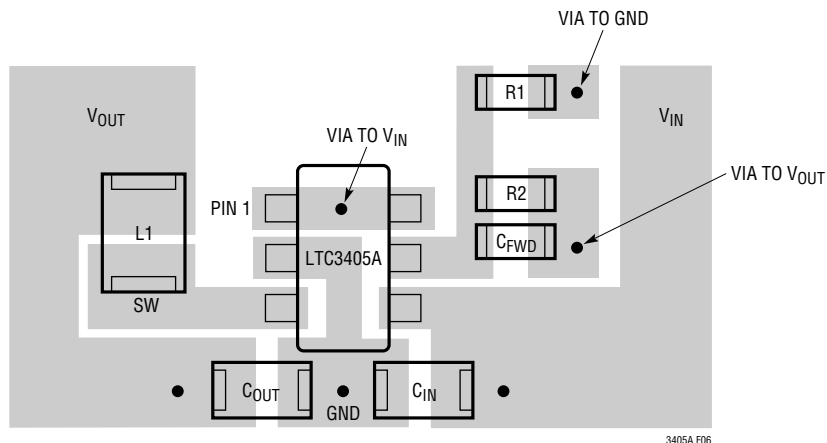 VIA TO GND
R1
VOUT
VIN
VIA TO VIN
VIA TO VOUT
R2
PIN 1
L1
CFWD
LTC3405A
SW
COUT
CIN
GND
3405A F06